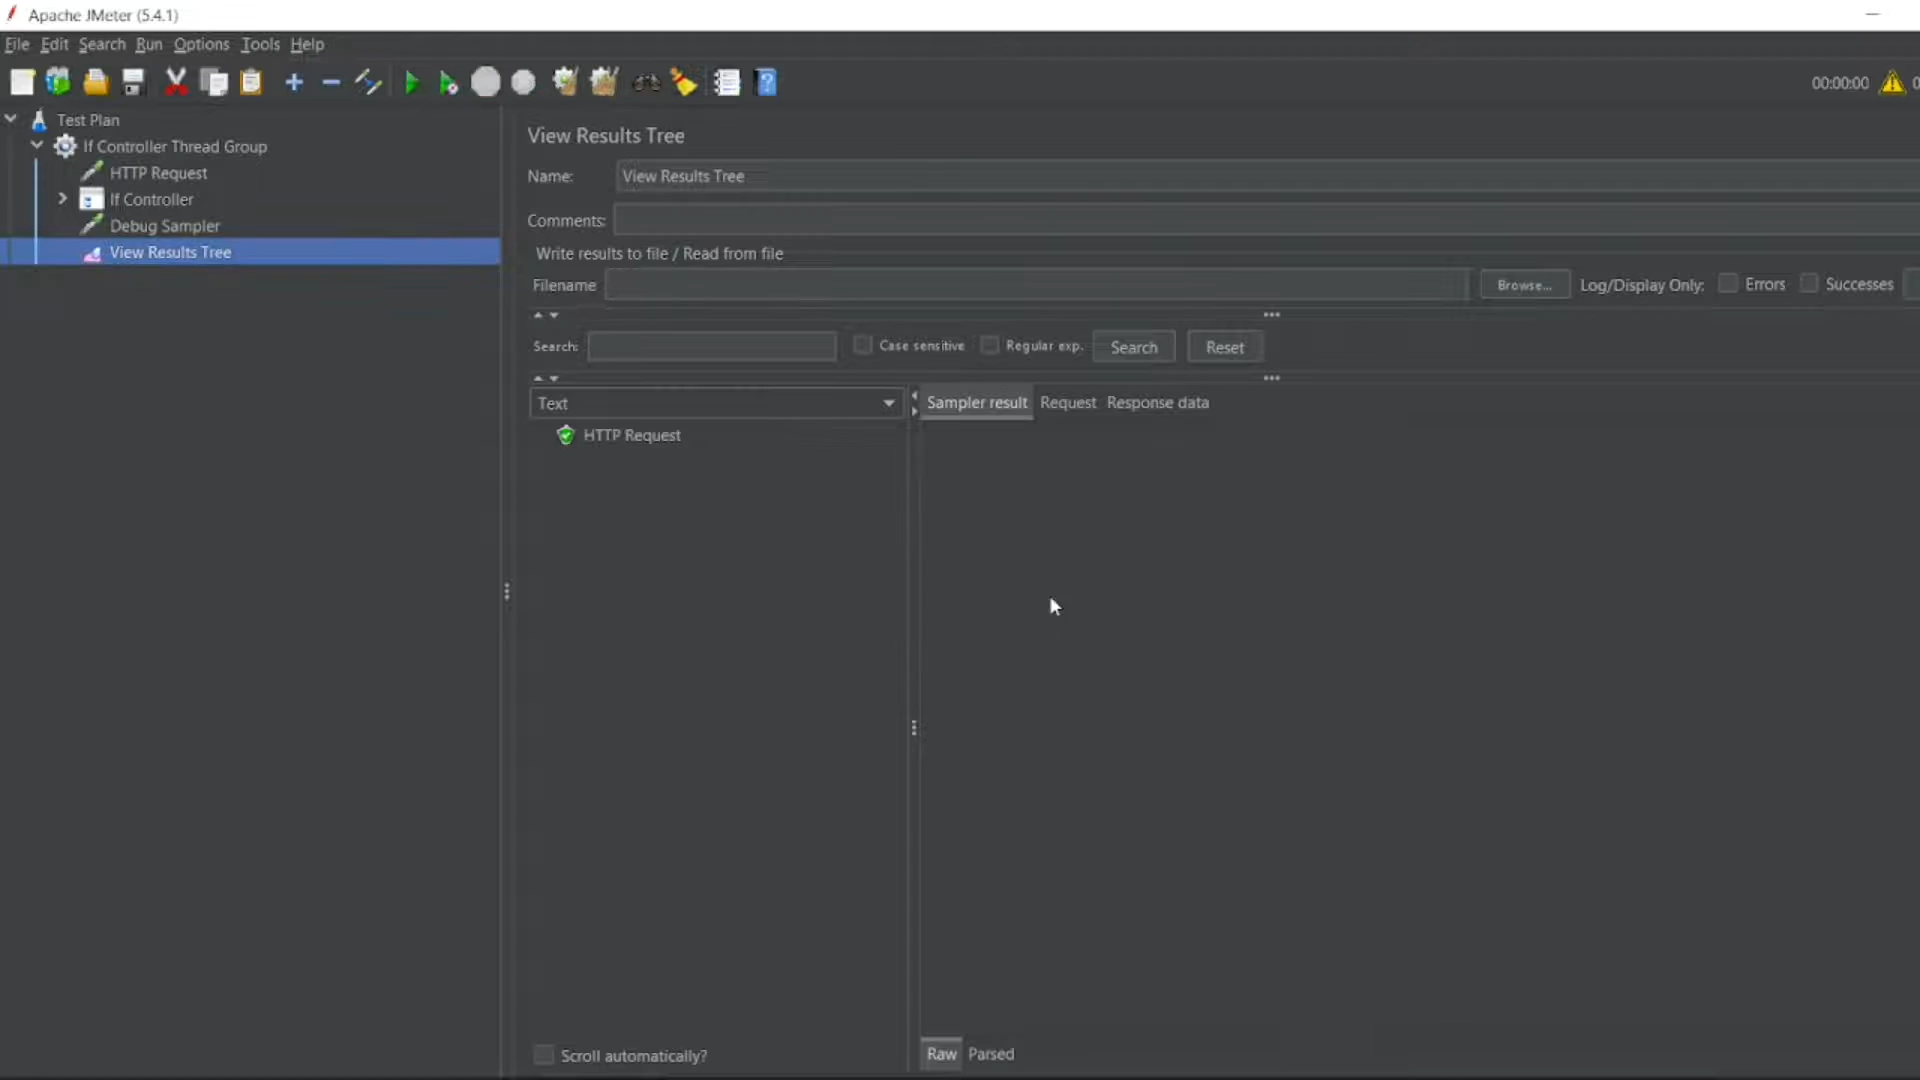 Apache JMeter (5.4.1)
File Edit Search Run Options Tools Help
00:00:00
Test Plan
If Controller Thread Group
HTTP Request
If Controller
Debug Sampler
View Results Tree
View Results Tree
Name: View Results Tree
Comments:
Write results to file / Read from file
Filename Browse... Log/Display Only: Errors Successes
Search: Case sensitive Regular exp. Search Reset
Text Sampler result Request Response data
HTTP Request
Scroll automatically? Raw Parsed